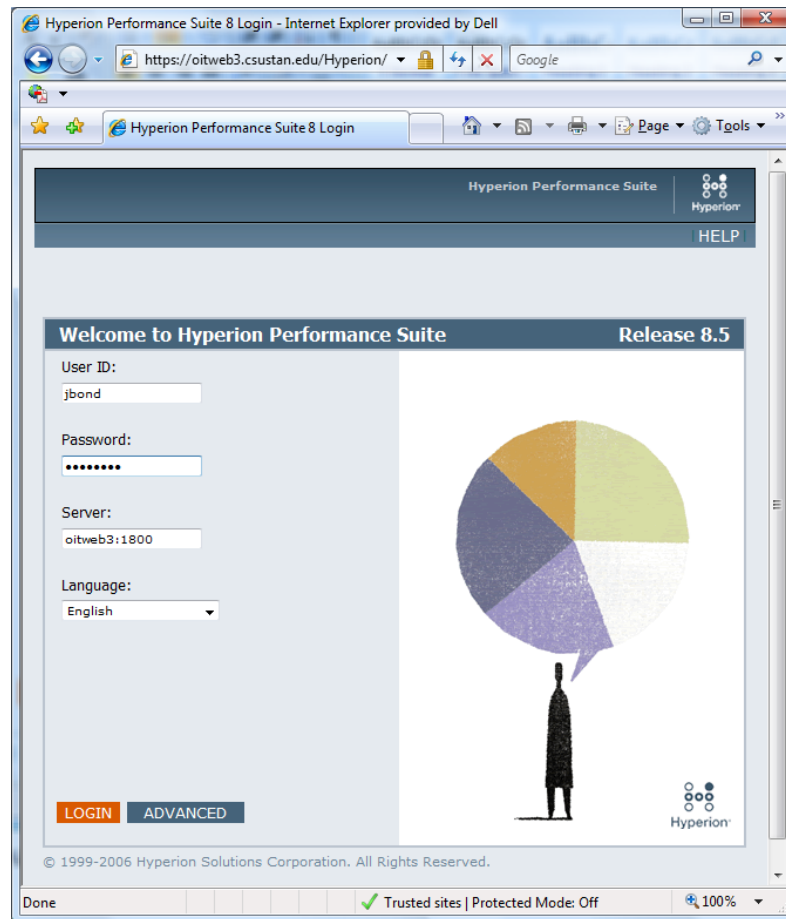 Hyperion Performance Suite 8 Login - Internet Explorer provided by Dell
https://oitweb3.csustan.edu/Hyperion/
Google
Hyperion Performance Suite 8 Login
Page
Tools
Hyperion Performance Suite
Hyperion
HELP
Welcome to Hyperion Performance Suite
Release 8.5
User ID:
jbond
Password:
••••••••
Server:
oitweb3:1800
Language:
English
LOGIN
ADVANCED
Hyperion
© 1999-2006 Hyperion Solutions Corporation. All Rights Reserved.
Done
Trusted sites | Protected Mode: Off
100%